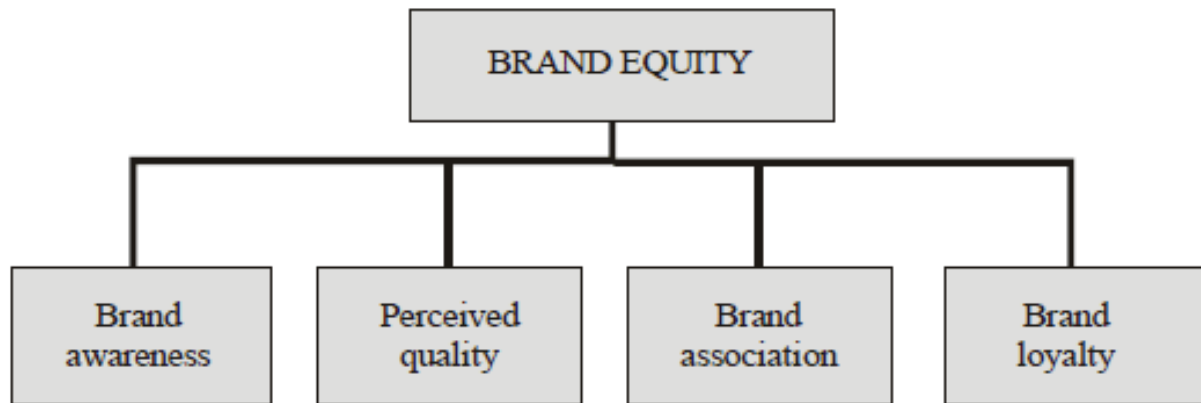 BRAND EQUITY
Brand
awareness
Perceived
quality
Brand
association
Brand
loyalty